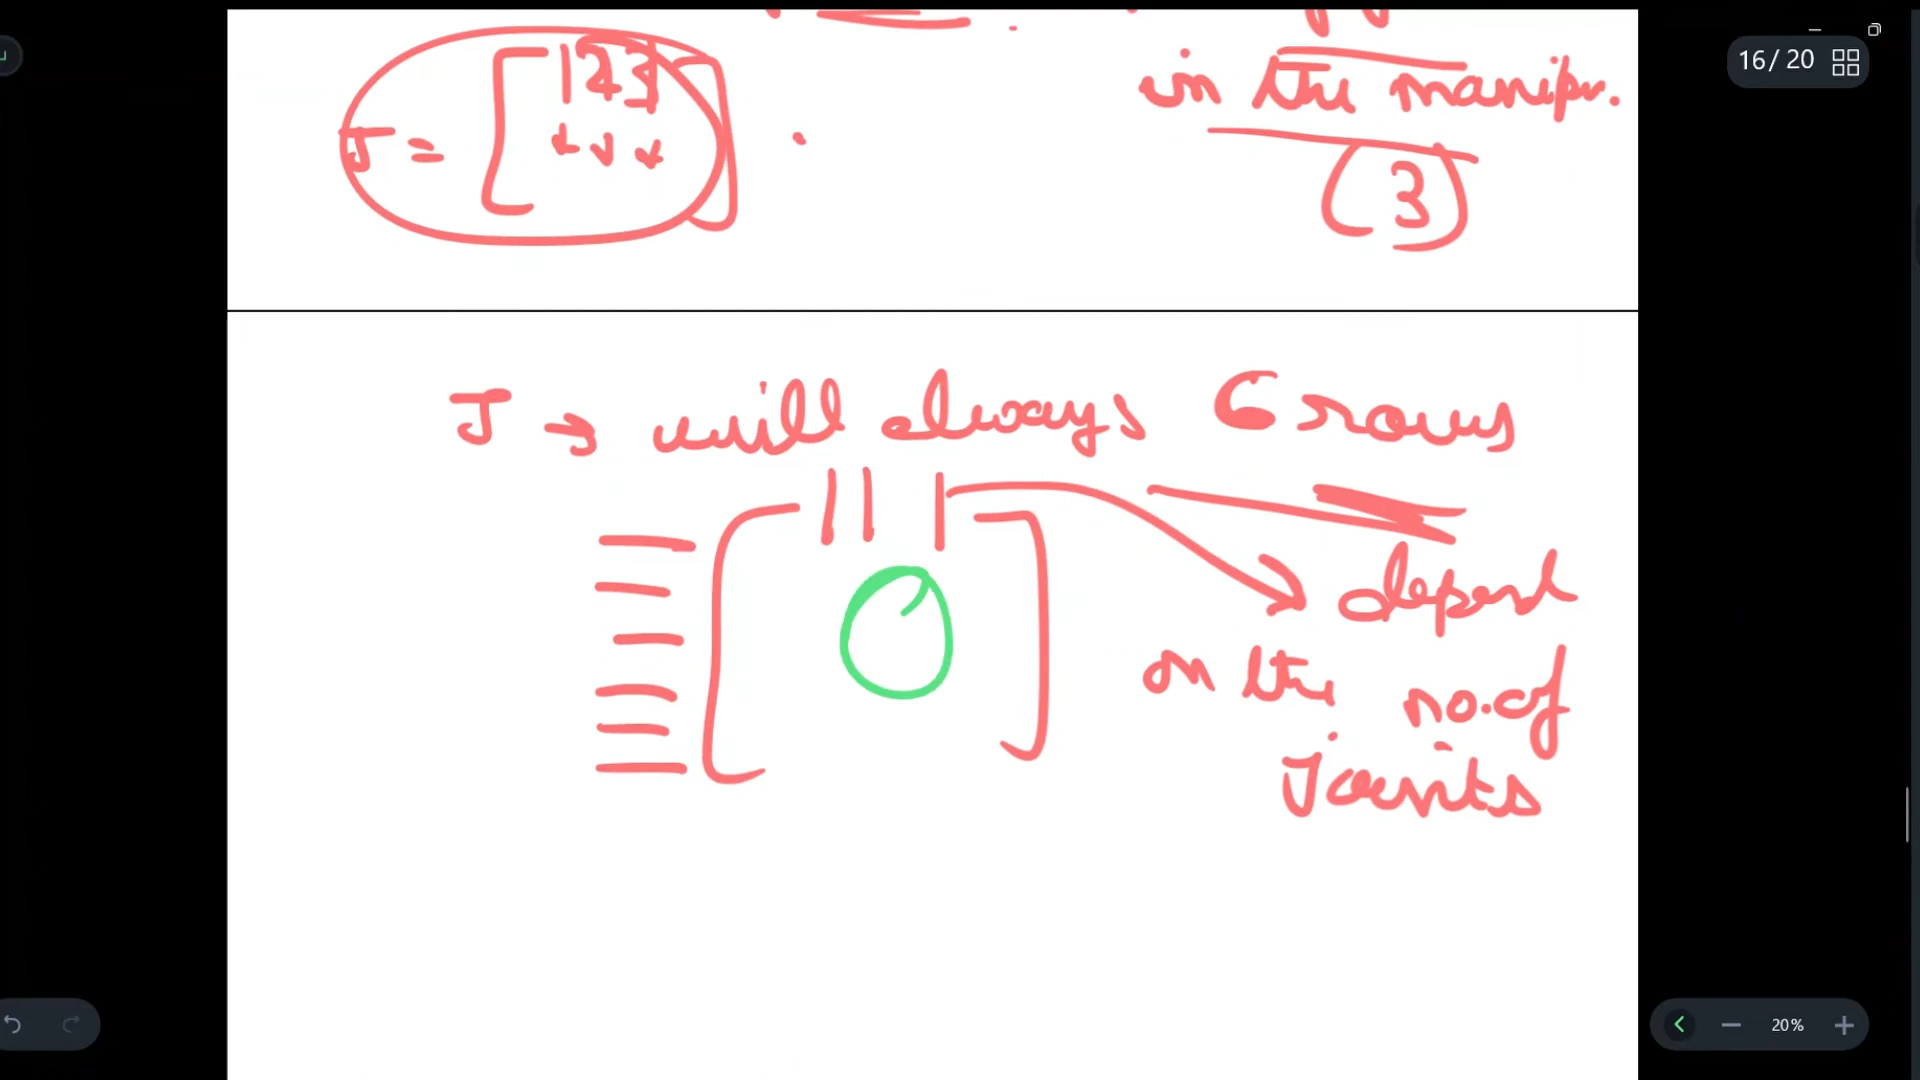 16/ 20
J = [ 1 2 3 ]
in the manipu.
(3)
J → will always 6 rows
depend
on the no.of
Joints
20%